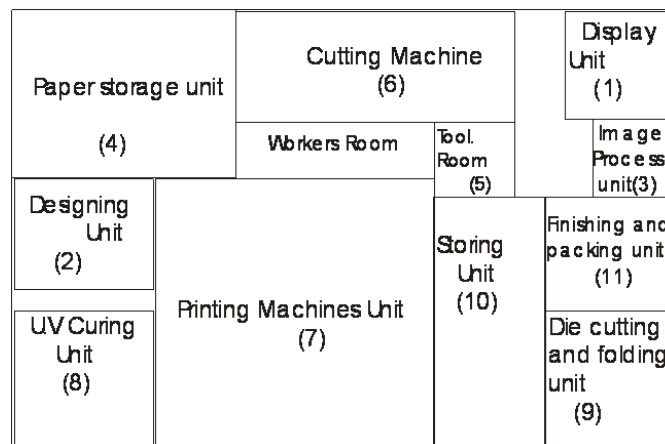 Paper storage unit
(4)
Cutting Machine
(6)
Display
Unit
(1)
Workers Room
Tool.
Room
(5)
Image
Process
unit(3)
Designing
Unit
(2)
Printing Machines Unit
(7)
Storing
Unit
(10)
Finishing and
packing unit
(11)
UV Curing
Unit
(8)
Die cutting
and folding
unit
(9)